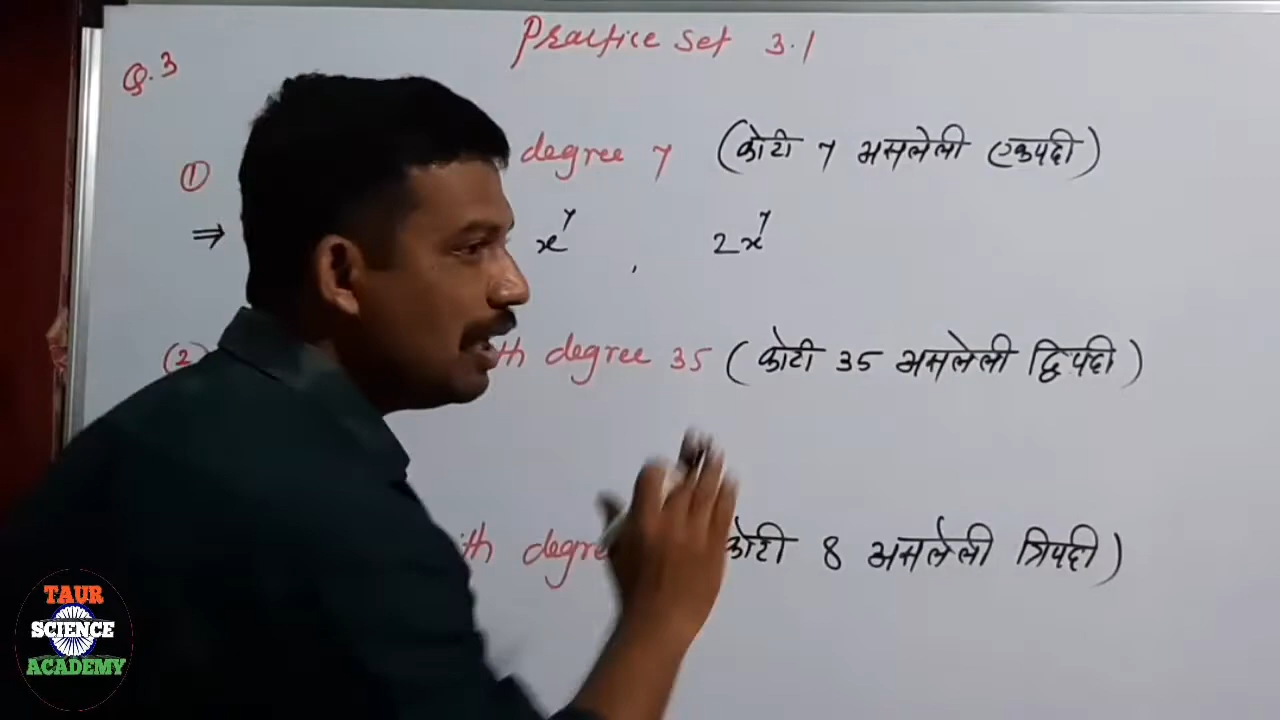 Practice Set 3.1
Q.3
① degree 7 (कोटी 7 असलेली एकपदी)
⇒ x⁷ , 2x⁷
(2) th degree 35 (कोटी 35 असलेली द्विपदी)
ith degre कोटी 8 असलेली त्रिपदी)
TAUR
SCIENCE
ACADEMY